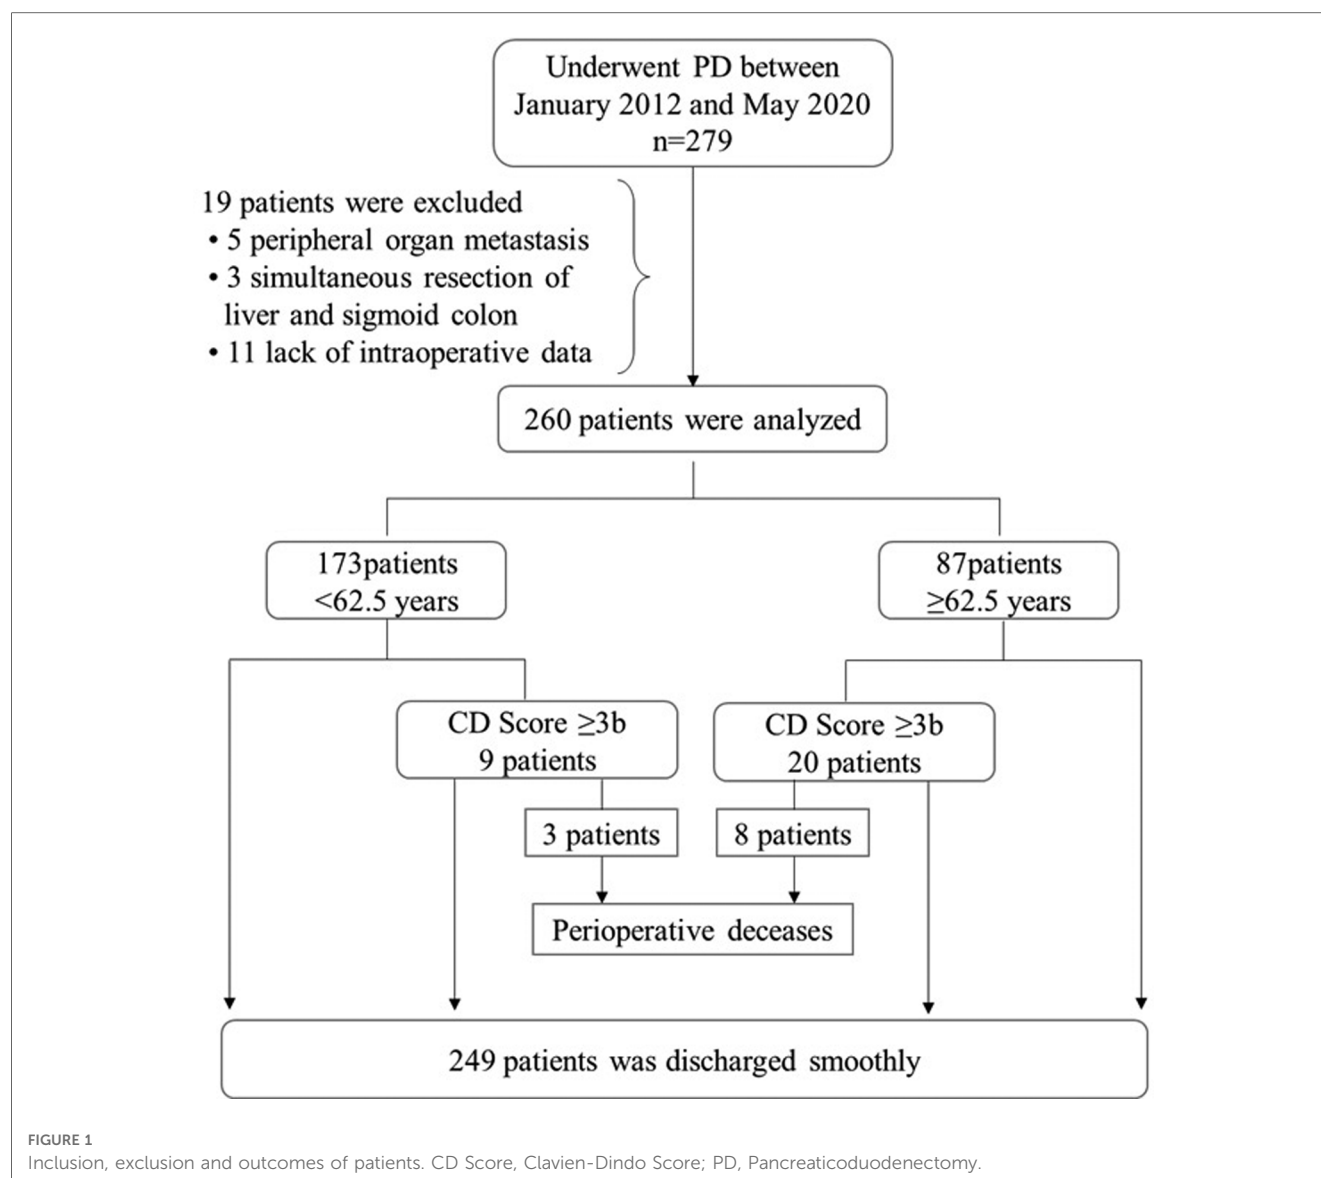 Underwent PD between
January 2012 and May 2020
n=279
19 patients were excluded
• 5 peripheral organ metastasis
• 3 simultaneous resection of
liver and sigmoid colon
• 11 lack of intraoperative data
260 patients were analyzed
173patients
<62.5 years
87patients
≥62.5 years
CD Score ≥3b
9 patients
CD Score ≥3b
20 patients
3 patients
8 patients
Perioperative deceases
249 patients was discharged smoothly
FIGURE 1
Inclusion, exclusion and outcomes of patients. CD Score, Clavien-Dindo Score; PD, Pancreaticoduodenectomy.